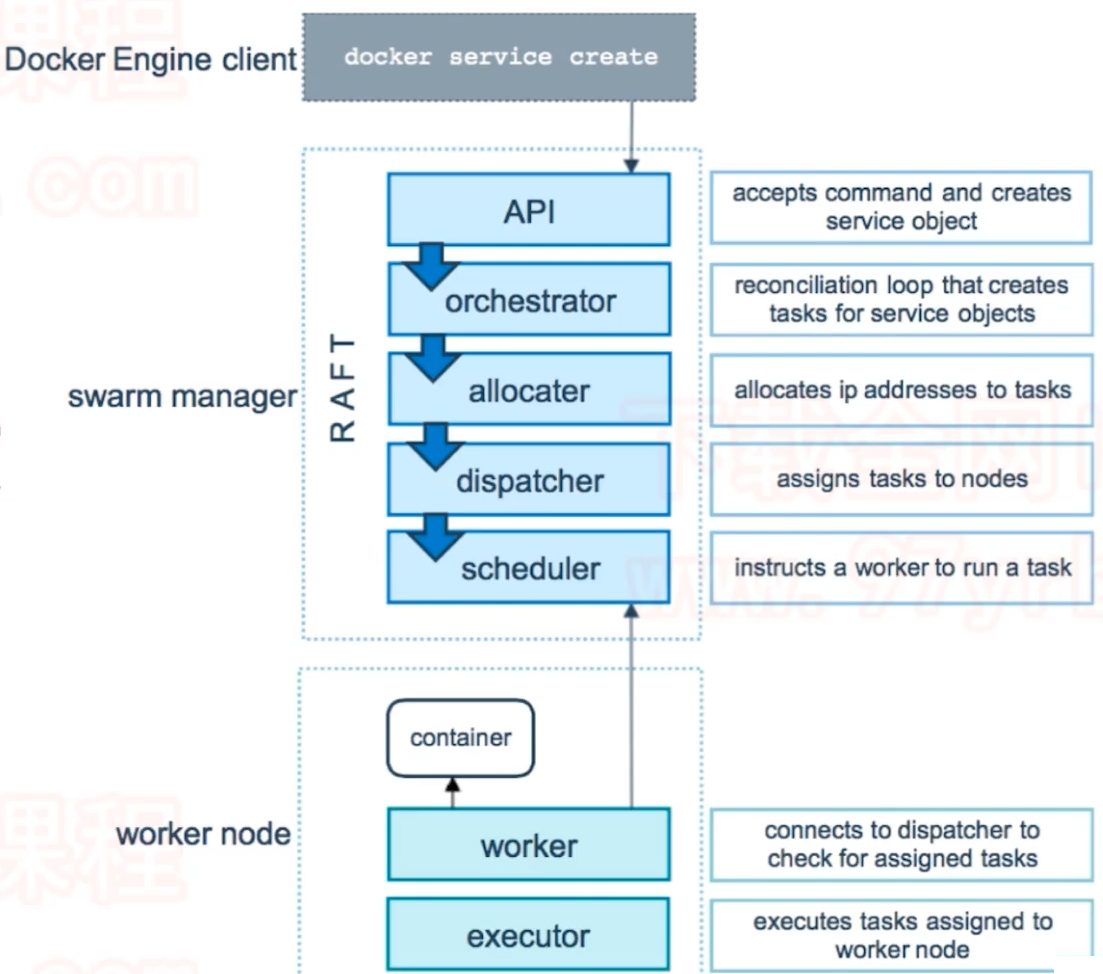 Docker Engine client
docker service create
com
API
accepts command and creates
service object
orchestrator
reconciliation loop that creates
tasks for service objects
RAFT
swarm manager
allocater
allocates ip addresses to tasks
dispatcher
assigns tasks to nodes
scheduler
instructs a worker to run a task
container
worker node
worker
connects to dispatcher to
check for assigned tasks
课程
executor
executes tasks assigned to
worker node